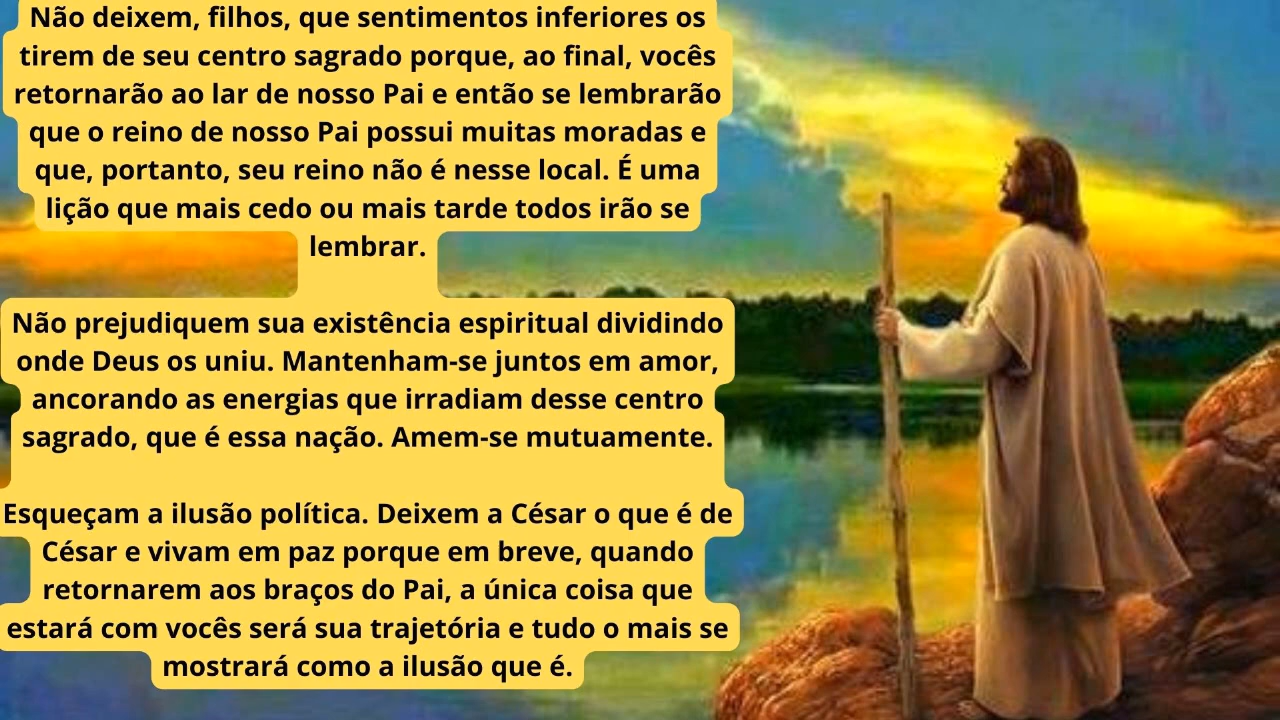 Não deixem, filhos, que sentimentos inferiores os
tirem de seu centro sagrado porque, ao final, vocês
retornarão ao lar de nosso Pai e então se lembrarão
que o reino de nosso Pai possui muitas moradas e
que, portanto, seu reino não é nesse local. É uma
lição que mais cedo ou mais tarde todos irão se
lembrar.
Não prejudiquem sua existência espiritual dividindo
onde Deus os uniu. Mantenham-se juntos em amor,
ancorando as energias que irradiam desse centro
sagrado, que é essa nação. Amem-se mutuamente.
Esqueçam a ilusão política. Deixem a César o que é de
César e vivam em paz porque em breve, quando
retornarem aos braços do Pai, a única coisa que
estará com vocês será sua trajetória e tudo o mais se
mostrará como a ilusão que é.